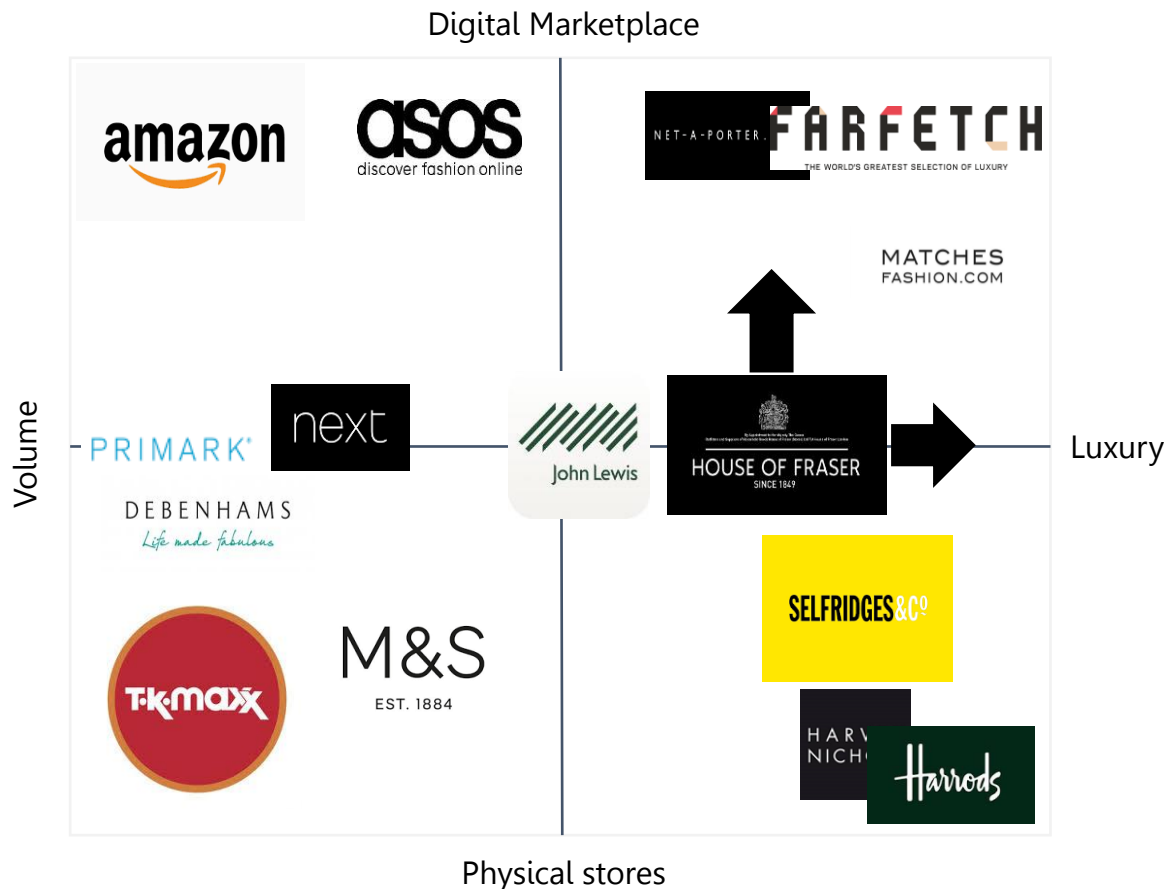 Digital Marketplace
amazon
asos
discover fashion online
NET-A-PORTER.
FARFETCH
THE WORLD'S GREATEST SELECTION OF LUXURY
MATCHES
FASHION.COM
Volume
PRIMARK®
next
John Lewis
HOUSE OF FRASER
SINCE 1849
Luxury
DEBENHAMS
Life made fabulous
SELFRIDGES&Cº
T·K·maxx
M&S
EST. 1884
HARV
NICHO
Harrods
Physical stores